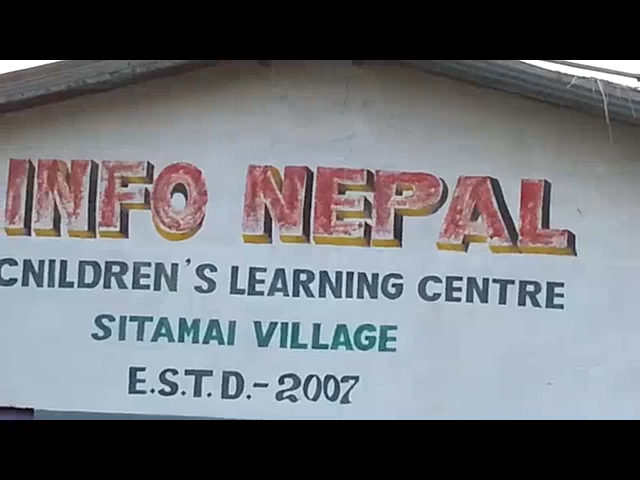 INFO NEPAL
CNILDREN'S LEARNING CENTRE
SITAMAI VILLAGE
E.S.T.D.-2007